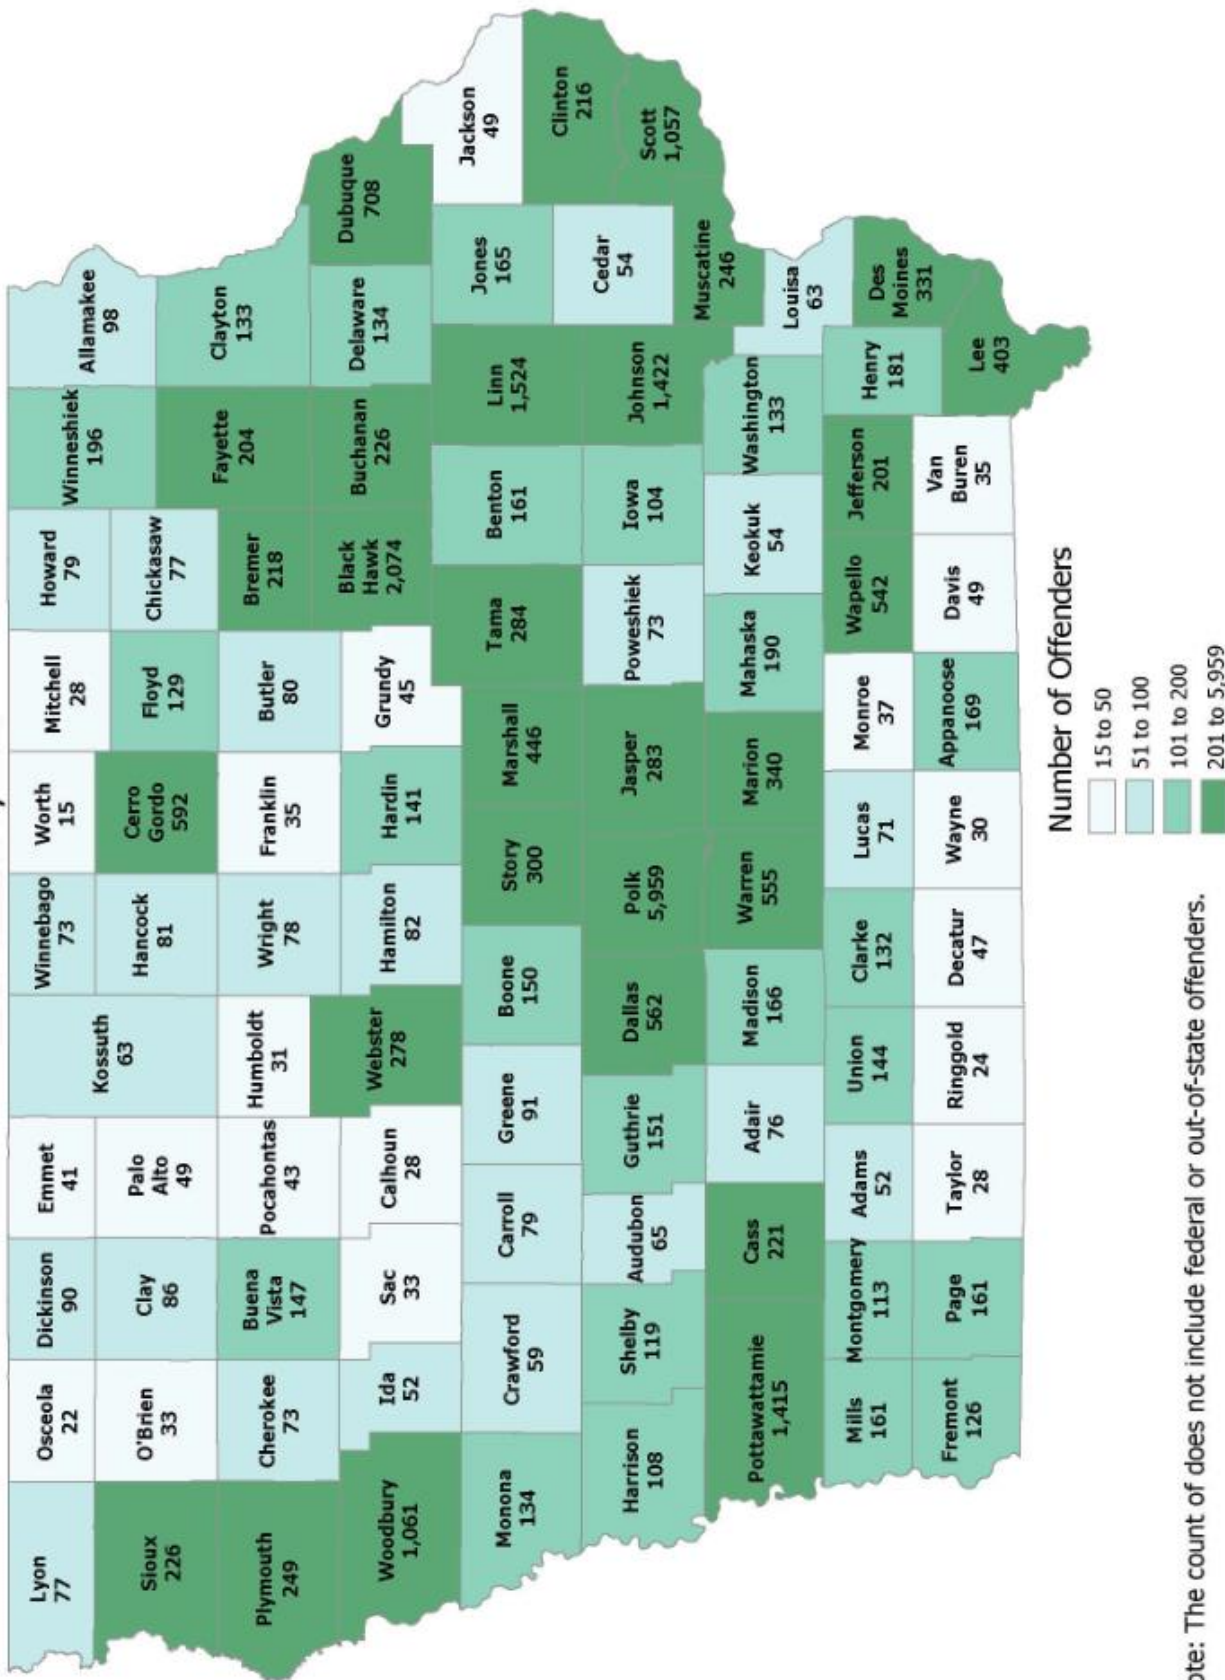 Lyon
77
Osceola
22
Dickinson
90
Emmet
41
Kossuth
63
Winnebago
73
Worth
15
Mitchell
28
Howard
79
Winneshiek
196
Allamakee
98
Sioux
226
O'Brien
33
Clay
86
Palo
Alto
49
Hancock
81
Cerro
Gordo
592
Floyd
129
Chickasaw
77
Plymouth
249
Cherokee
73
Buena
Vista
147
Pocahontas
43
Humboldt
31
Wright
78
Franklin
35
Butler
80
Bremer
218
Fayette
204
Clayton
133
Woodbury
1,061
Ida
52
Sac
33
Calhoun
28
Webster
278
Hamilton
82
Hardin
141
Grundy
45
Black
Hawk
2,074
Buchanan
226
Delaware
134
Dubuque
708
Monona
134
Crawford
59
Carroll
79
Greene
91
Boone
150
Story
300
Marshall
446
Tama
284
Benton
161
Linn
1,524
Jones
165
Jackson
49
Clinton
216
Harrison
108
Shelby
119
Audubon
65
Guthrie
151
Dallas
562
Polk
5,959
Jasper
283
Poweshiek
73
Iowa
104
Johnson
1,422
Cedar
54
Scott
1,057
Muscatine
246
Pottawattamie
1,415
Cass
221
Adair
76
Madison
166
Warren
555
Marion
340
Mahaska
190
Keokuk
54
Washington
133
Louisa
63
Mills
161
Montgomery
113
Adams
52
Union
144
Clarke
132
Lucas
71
Monroe
37
Wapello
542
Jefferson
201
Henry
181
Des
Moines
331
Fremont
126
Page
161
Taylor
28
Ringgold
24
Decatur
47
Wayne
30
Appanoose
169
Davis
49
Van
Buren
35
Lee
403
Number of Offenders
15 to 50
51 to 100
101 to 200
201 to 5,959
ote: The count of does not include federal or out-of-state offenders.